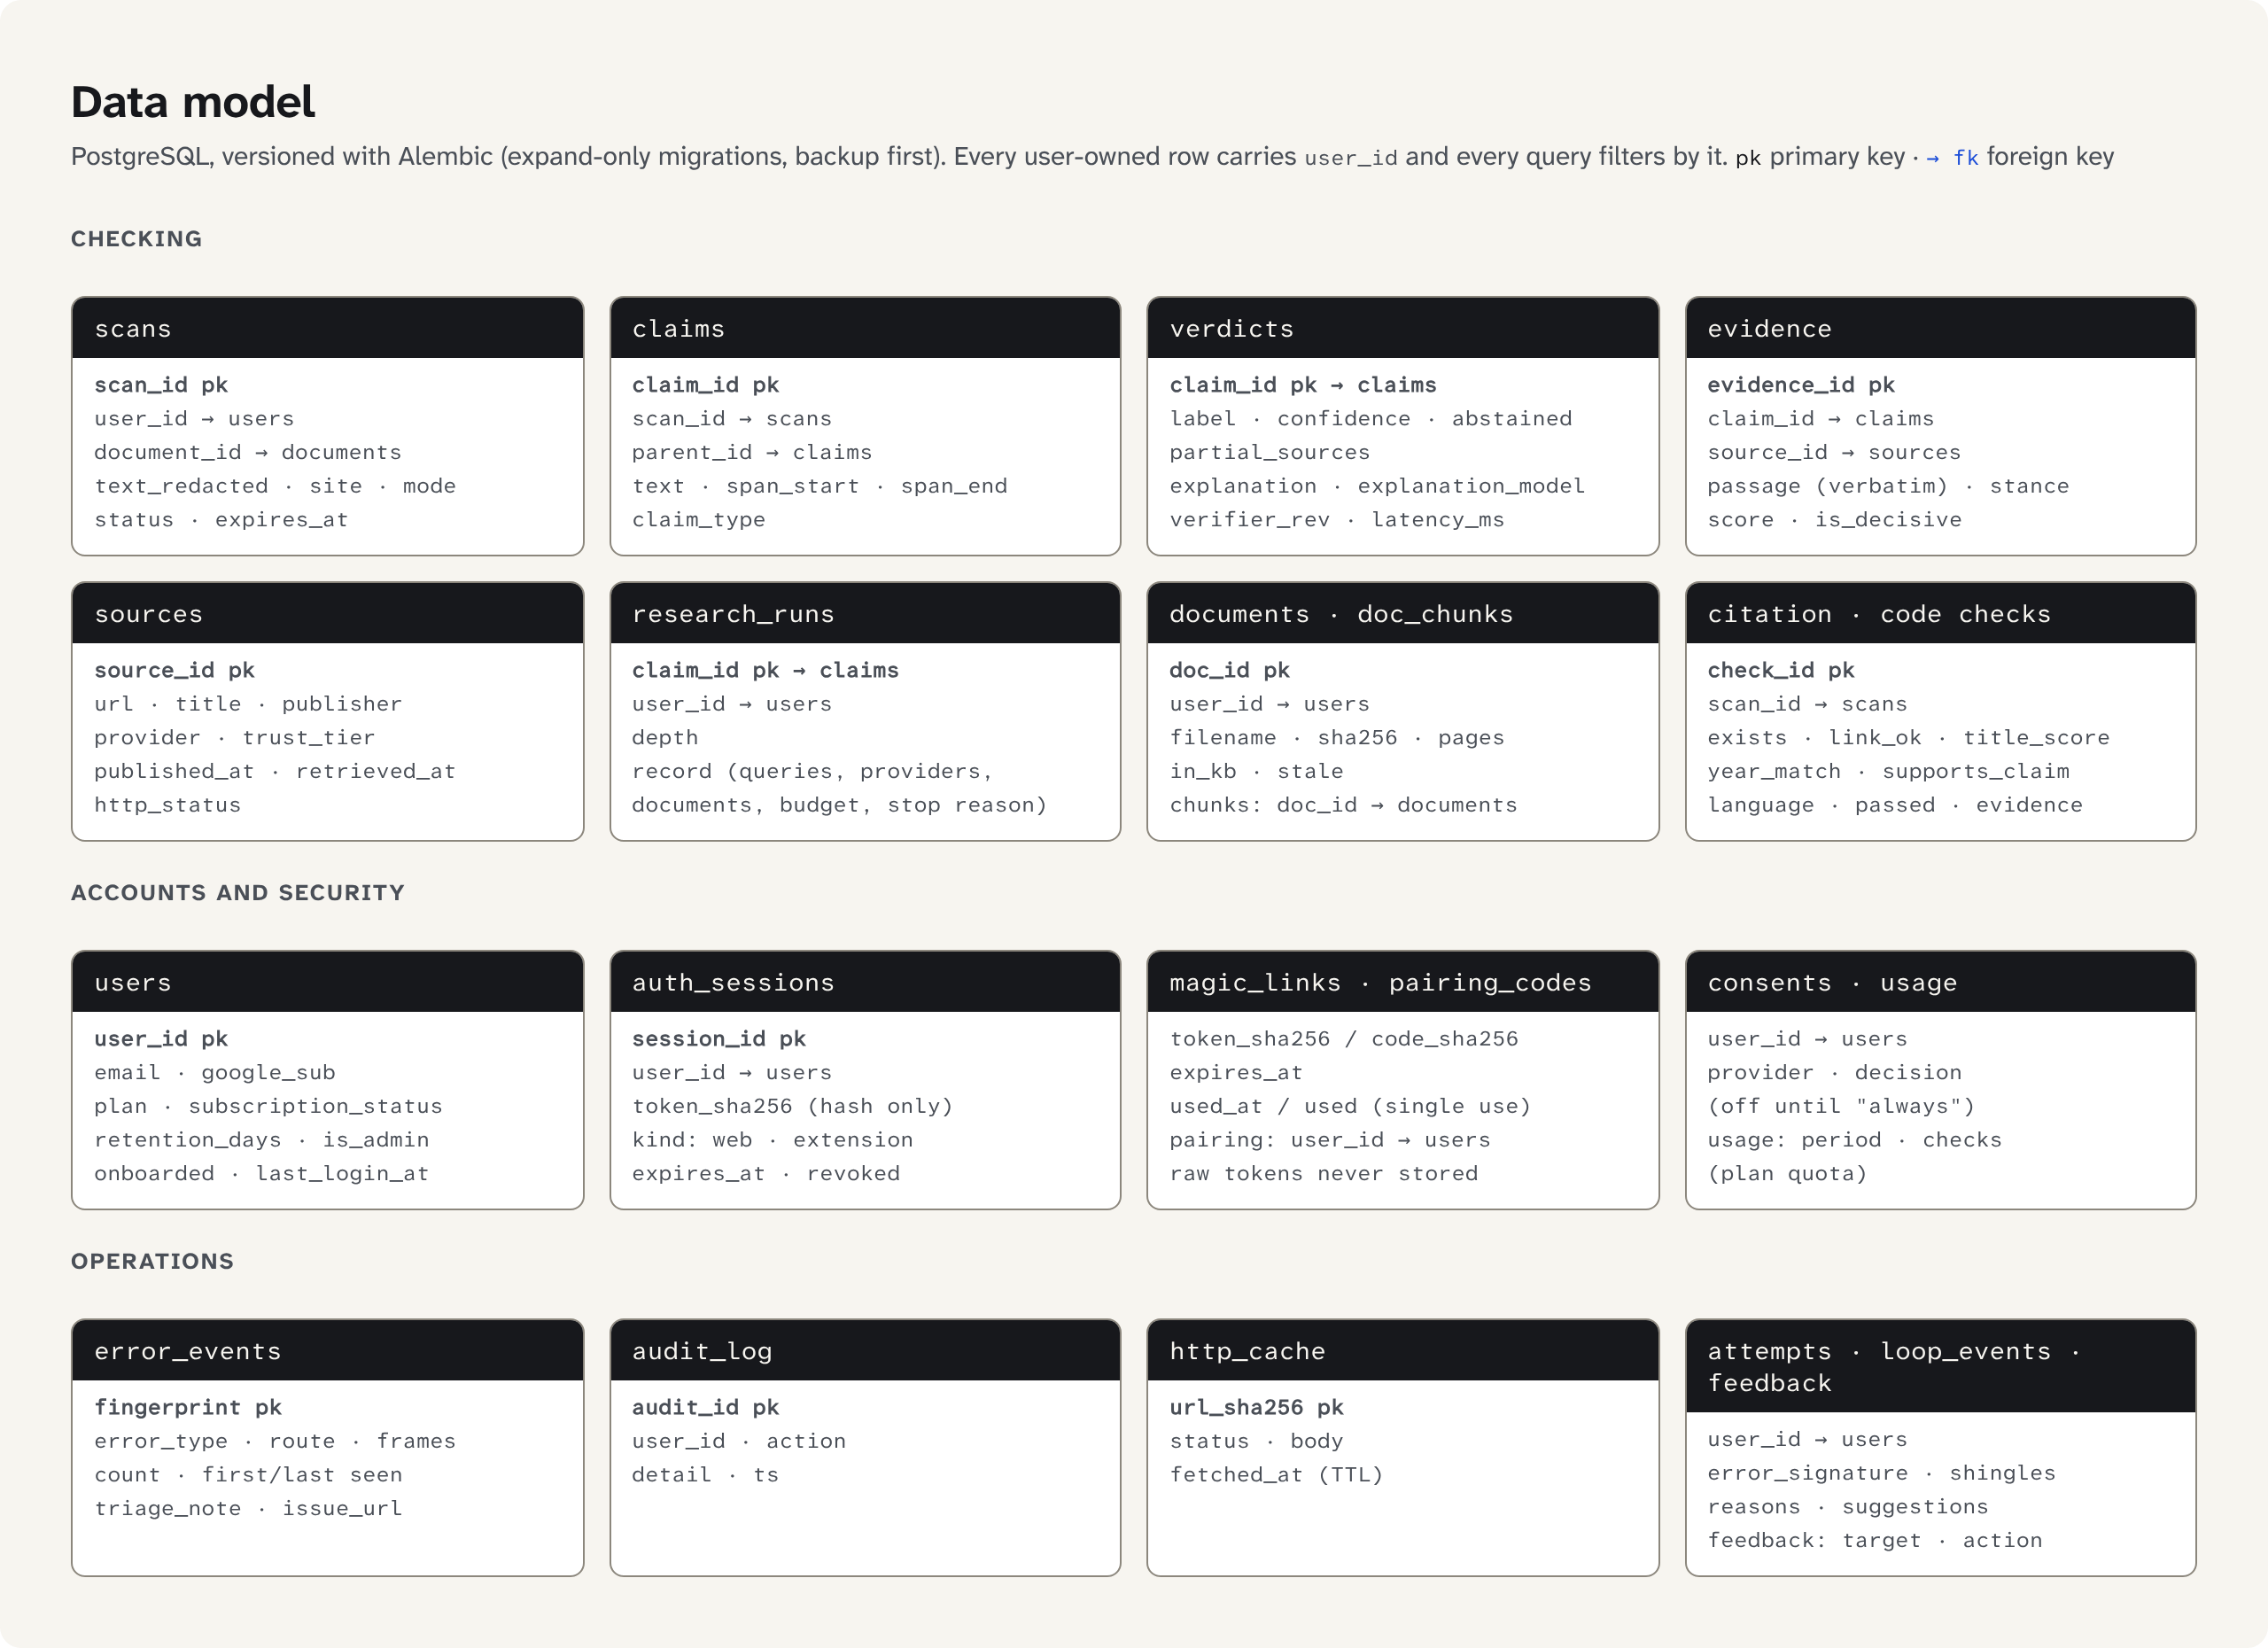 Data model
PostgreSQL, versioned with Alembic (expand-only migrations, backup first). Every user-owned row carries user_id and every query filters by it. pk primary key · → fk foreign key
CHECKING
scans
scan_id pk
user_id → users
document_id → documents
text_redacted · site · mode
status · expires_at
claims
claim_id pk
scan_id → scans
parent_id → claims
text · span_start · span_end
claim_type
verdicts
claim_id pk → claims
label · confidence · abstained
partial_sources
explanation · explanation_model
verifier_rev · latency_ms
evidence
evidence_id pk
claim_id → claims
source_id → sources
passage (verbatim) · stance
score · is_decisive
sources
source_id pk
url · title · publisher
provider · trust_tier
published_at · retrieved_at
http_status
research_runs
claim_id pk → claims
user_id → users
depth
record (queries, providers,
documents, budget, stop reason)
documents · doc_chunks
doc_id pk
user_id → users
filename · sha256 · pages
in_kb · stale
chunks: doc_id → documents
citation · code checks
check_id pk
scan_id → scans
exists · link_ok · title_score
year_match · supports_claim
language · passed · evidence
ACCOUNTS AND SECURITY
users
user_id pk
email · google_sub
plan · subscription_status
retention_days · is_admin
onboarded · last_login_at
auth_sessions
session_id pk
user_id → users
token_sha256 (hash only)
kind: web · extension
expires_at · revoked
magic_links · pairing_codes
token_sha256 / code_sha256
expires_at
used_at / used (single use)
pairing: user_id → users
raw tokens never stored
consents · usage
user_id → users
provider · decision
(off until "always")
usage: period · checks
(plan quota)
OPERATIONS
error_events
fingerprint pk
error_type · route · frames
count · first/last seen
triage_note · issue_url
audit_log
audit_id pk
user_id · action
detail · ts
http_cache
url_sha256 pk
status · body
fetched_at (TTL)
attempts · loop_events ·
feedback
user_id → users
error_signature · shingles
reasons · suggestions
feedback: target · action